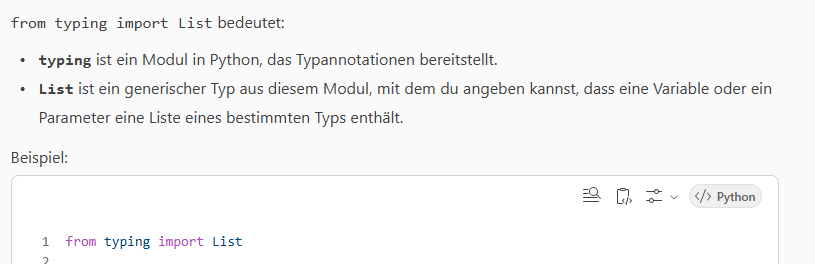 from typing import List bedeutet:
• typing ist ein Modul in Python, das Typannotationen bereitstellt.
• List ist ein generischer Typ aus diesem Modul, mit dem du angeben kannst, dass eine Variable oder ein
Parameter eine Liste eines bestimmten Typs enthält.
Beispiel:
</> Python
1 from typing import List
2